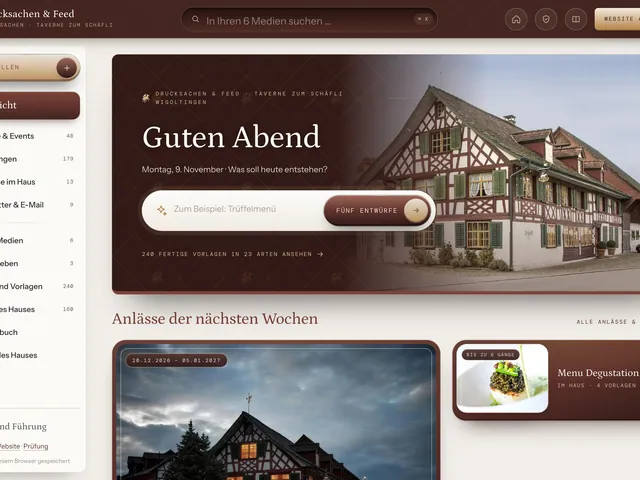 cksachen & Feed
SACHEN · TAVERNE ZUM SCHÄFLI
In Ihren 6 Medien suchen ...
⌘ K
WEBSITE
LLEN
+
icht
& Events 48
ngen 179
e im Haus 13
tter & E-Mail 9
Medien 6
eben 3
nd Vorlagen 240
es Hauses 160
buch
les Hauses
nd Führung
Website Prüfung
esem Browser gespeichert
DRUCKSACHEN & FEED · TAVERNE ZUM SCHÄFLI
WIGOLTINGEN
Guten Abend
Montag, 9. November · Was soll heute entstehen?
Zum Beispiel: Trüffelmenü
FÜNF ENTWÜRFE →
240 FERTIGE VORLAGEN IN 23 ARTEN ANSEHEN →
Anlässe der nächsten Wochen
ALLE ANLÄSSE &
20.12.2026 – 05.01.2027
BIS ZU 6 GÄNGE
Menu Degustation
IM HAUS · 4 VORLAGEN